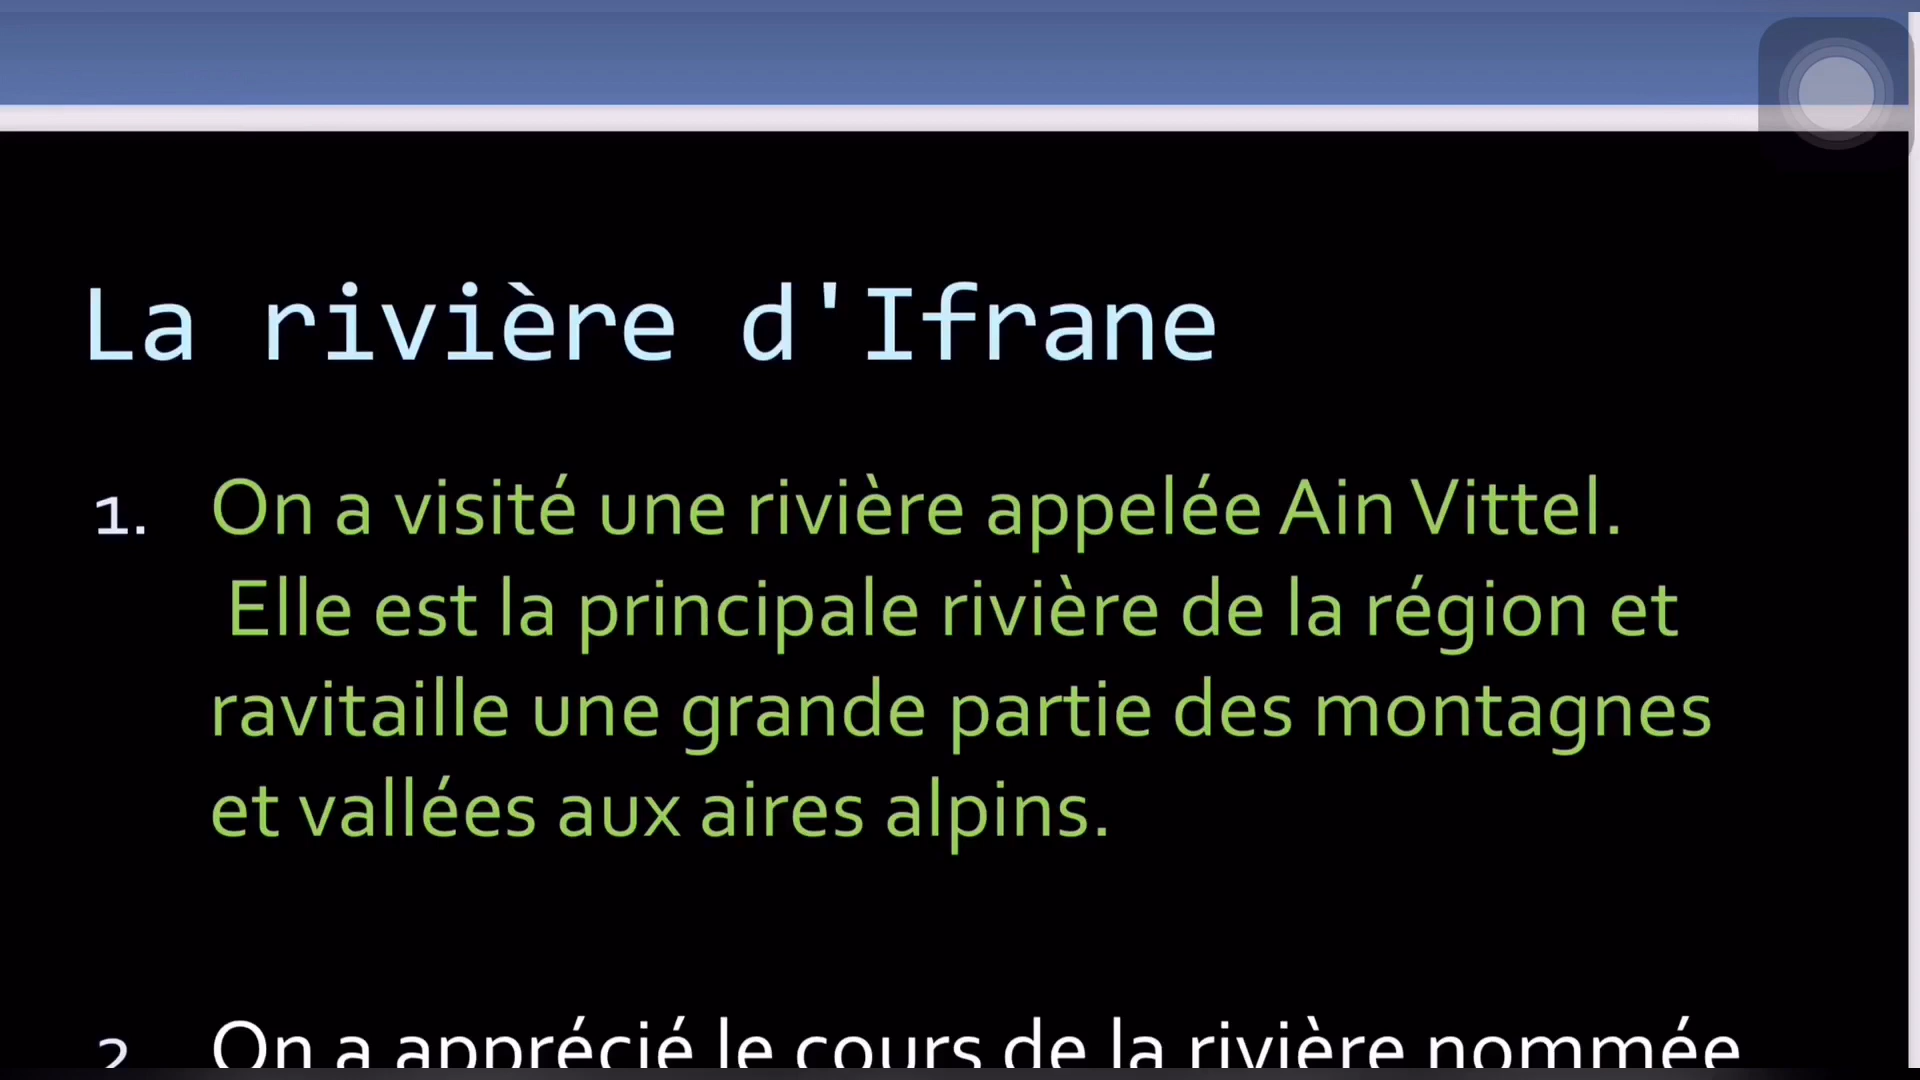 La rivière d'Ifrane
1. On a visité une rivière appelée Ain Vittel.
Elle est la principale rivière de la région et
ravitaille une grande partie des montagnes
et vallées aux aires alpins.
2. On a apprécié le cours de la rivière nommée